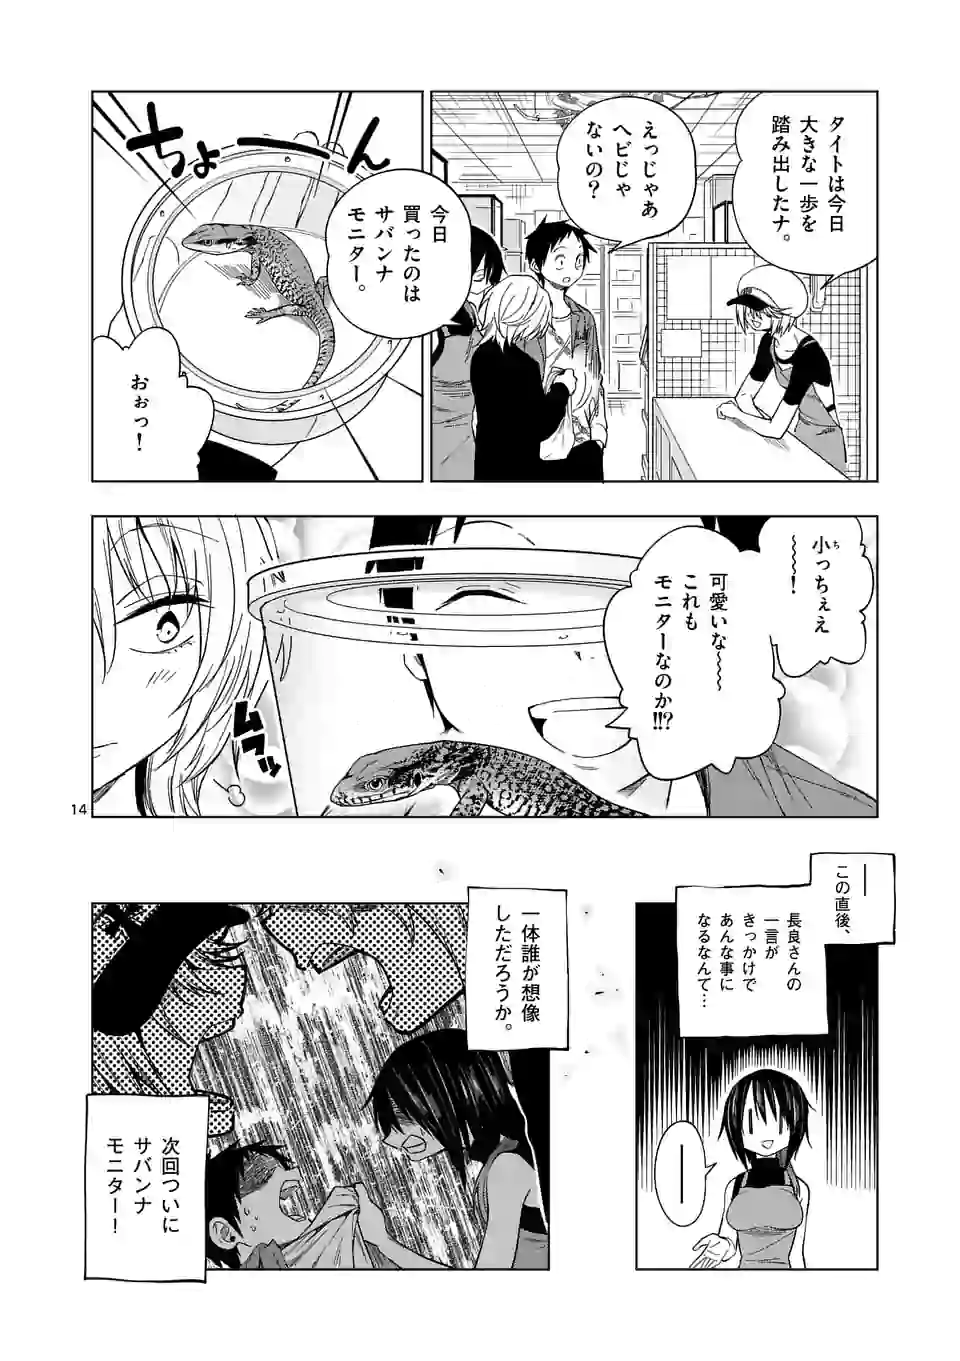 タイトは今日
大きな一歩を
踏み出したナ。
えっじゃあ
ヘビじゃ
ないの？
今日
買ったのは
サバンナ
モニター。
ちょーーん
おぉっ！
小っちぇえ
〜〜〜！
ち
可愛いな〜〜〜
これも
モニターなのか!!?
ムフッ
14
──
この直後、
長良さんの
一言が
きっかけで
あんな事に
なるなんて…
──
一体誰が想像
しただろうか。
次回ついに
サバンナ
モニター！